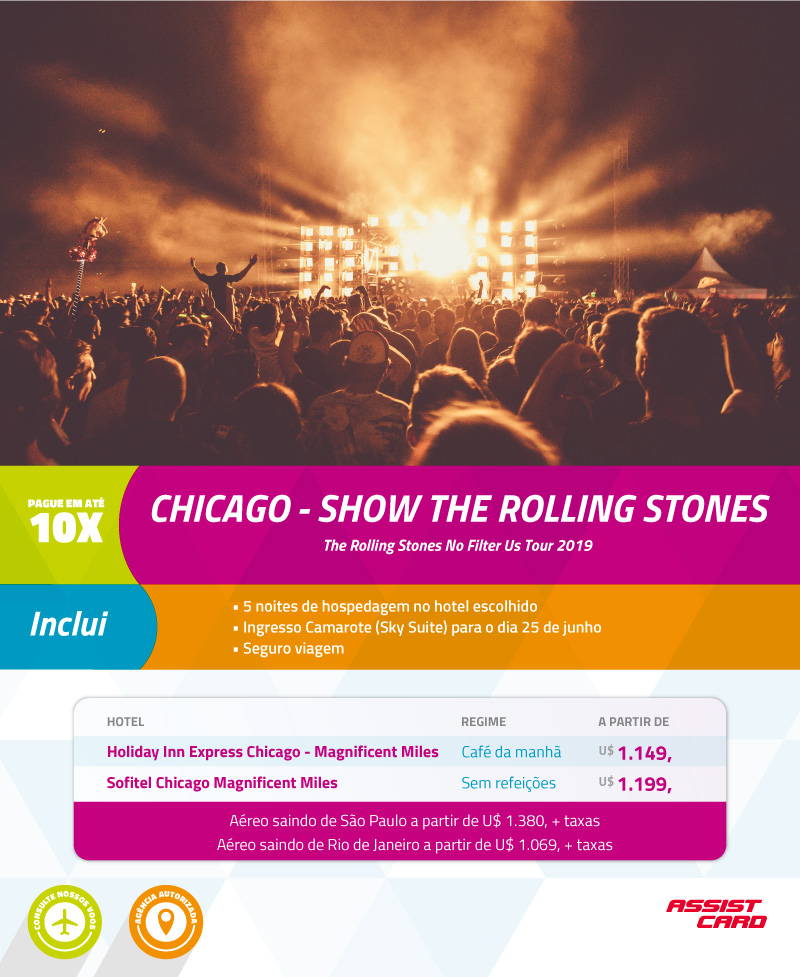 PAGUE EM ATÉ
10X
CHICAGO - SHOW THE ROLLING STONES
The Rolling Stones No Filter Us Tour 2019
Inclui
• 5 noites de hospedagem no hotel escolhido
• Ingresso Camarote (Sky Suite) para o dia 25 de junho
• Seguro viagem
HOTEL REGIME A PARTIR DE
Holiday Inn Express Chicago - Magnificent Miles Café da manhã U$ 1.149,
Sofitel Chicago Magnificent Miles Sem refeições U$ 1.199,
Aéreo saindo de São Paulo a partir de U$ 1.380, + taxas
Aéreo saindo de Rio de Janeiro a partir de U$ 1.069, + taxas
CONSULTE NOSSOS VOOS
AGÊNCIA AUTORIZADA
ASSIST
CARD